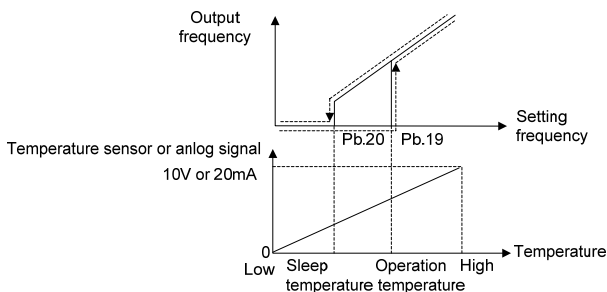 Output
frequency
Setting
frequency
Pb.20 Pb.19
Temperature sensor or anlog signal
10V or 20mA
0
Temperature
Low Sleep Operation High
temperature temperature